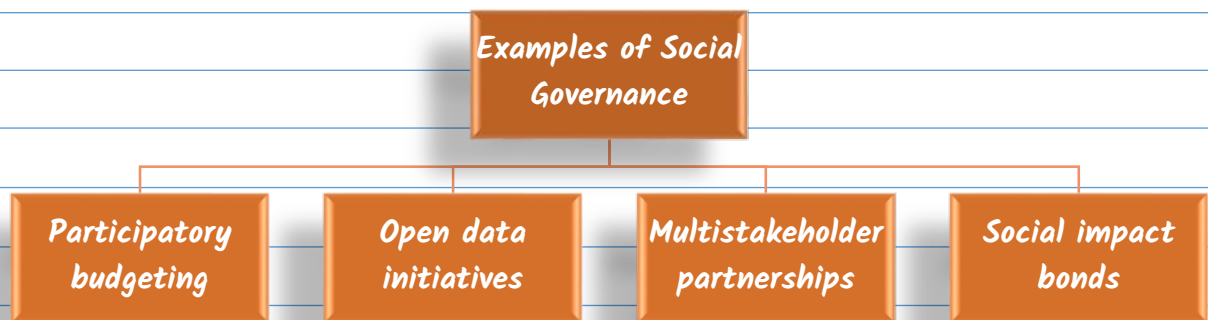 Examples of Social
Governance
Participatory
budgeting
Open data
initiatives
Multistakeholder
partnerships
Social impact
bonds